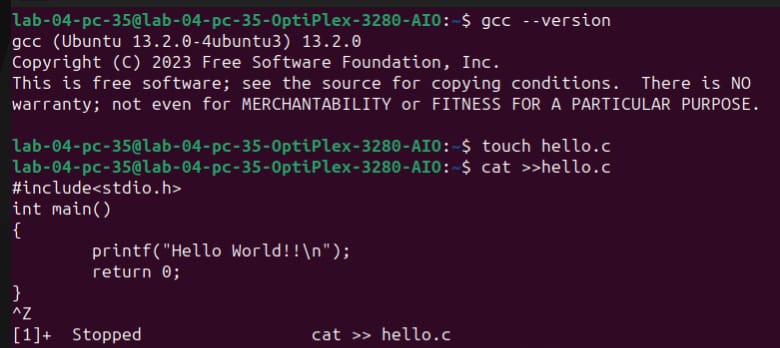 lab-04-pc-35@lab-04-pc-35-OptiPlex-3280-AIO:~$ gcc --version
gcc (Ubuntu 13.2.0-4ubuntu3) 13.2.0
Copyright (C) 2023 Free Software Foundation, Inc.
This is free software; see the source for copying conditions.  There is NO
warranty; not even for MERCHANTABILITY or FITNESS FOR A PARTICULAR PURPOSE.

lab-04-pc-35@lab-04-pc-35-OptiPlex-3280-AIO:~$ touch hello.c
lab-04-pc-35@lab-04-pc-35-OptiPlex-3280-AIO:~$ cat >>hello.c
#include<stdio.h>
int main()
{
        printf("Hello World!!\n");
        return 0;
}
^Z
[1]+  Stopped                 cat >> hello.c